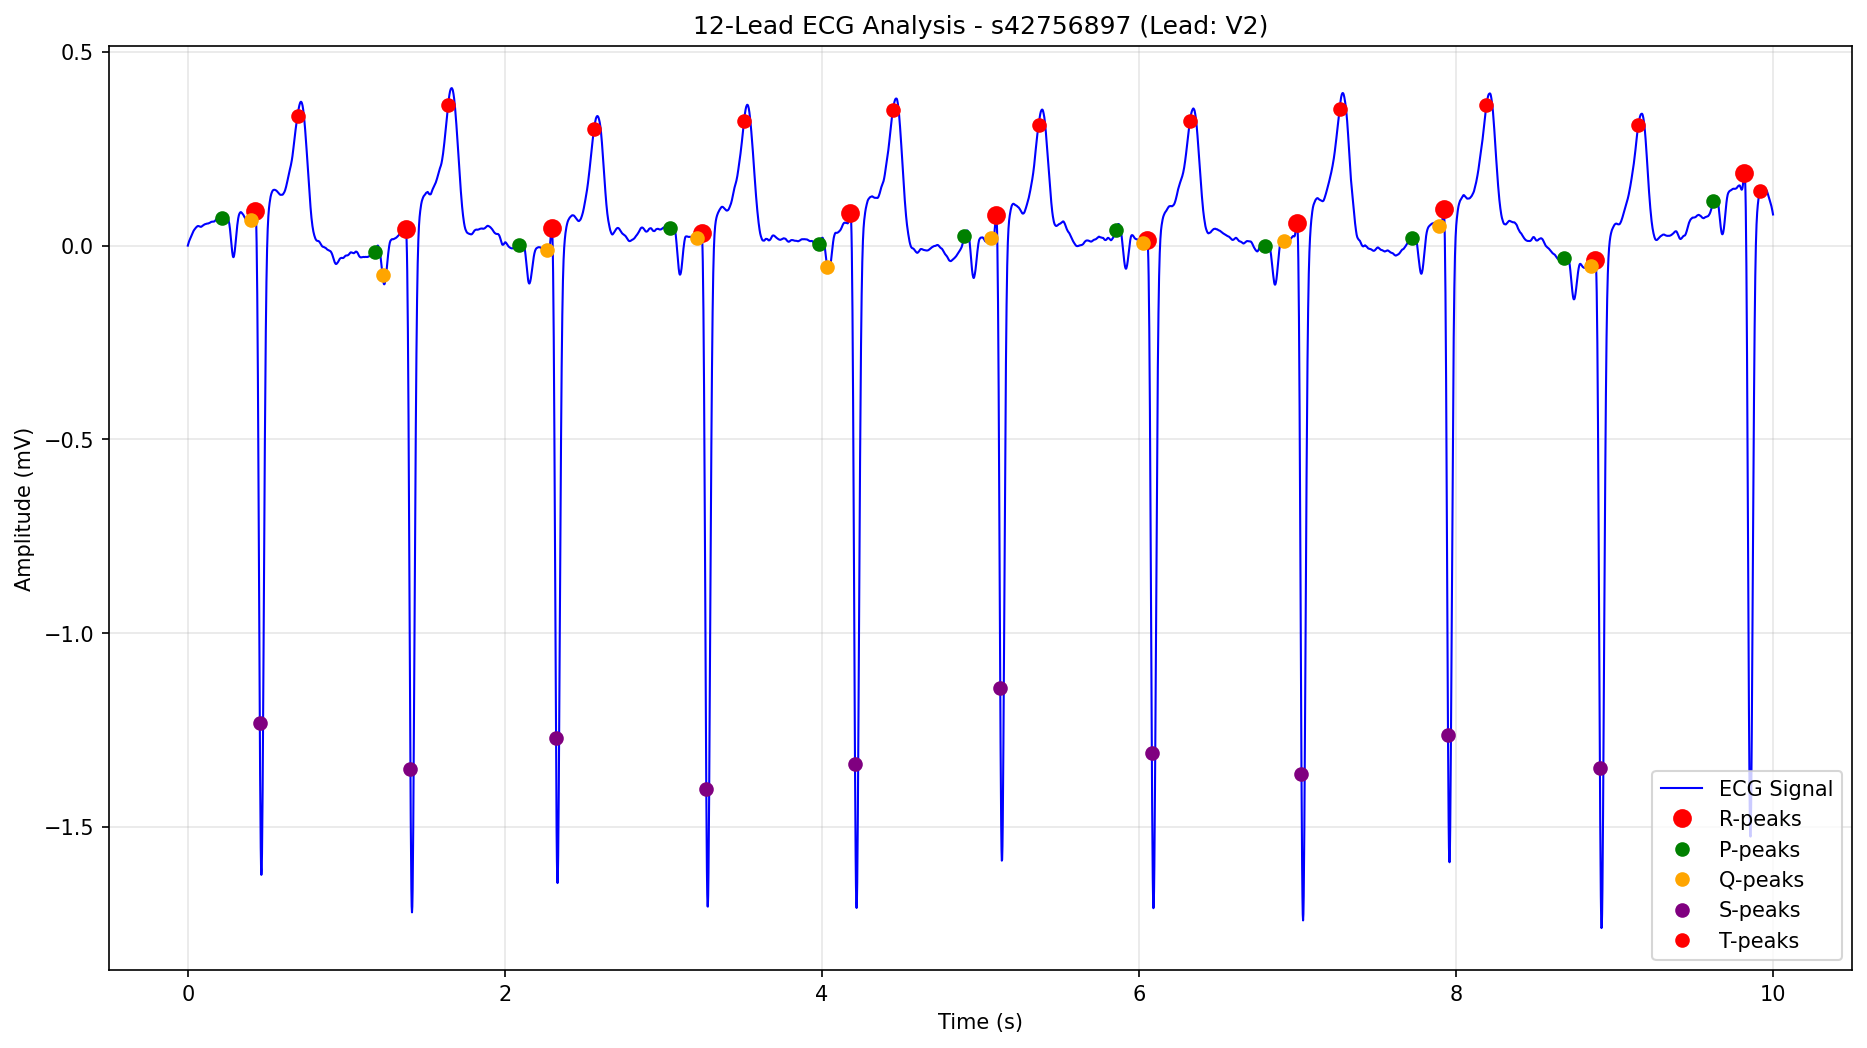 12-Lead ECG Analysis - s42756897 (Lead: V2)
Amplitude (mV)
0.5
0.0
−0.5
−1.0
−1.5
0
2
4
6
8
10
Time (s)
ECG Signal
R-peaks
P-peaks
Q-peaks
S-peaks
T-peaks